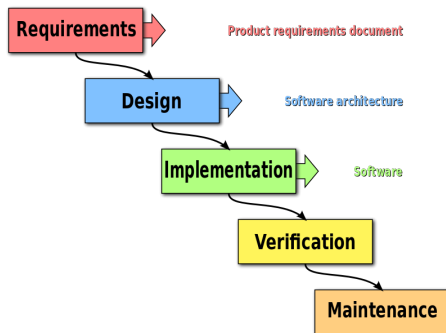 Requirements
Product requirements document
Design
Software architecture
Implementation
Software
Verification
Maintenance